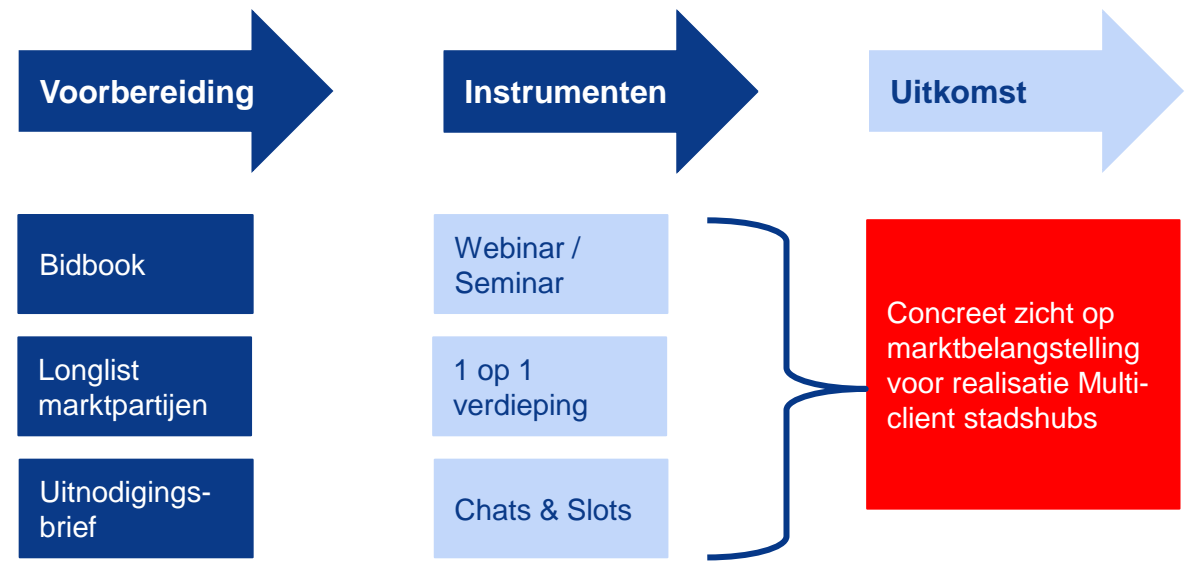 Voorbereiding
Instrumenten
Uitkomst
Bidbook
Longlist
marktpartijen
Uitnodigings-
brief
Webinar /
Seminar
1 op 1
verdieping
Chats & Slots
Concreet zicht op
marktbelangstelling
voor realisatie Multi-
client stadshubs